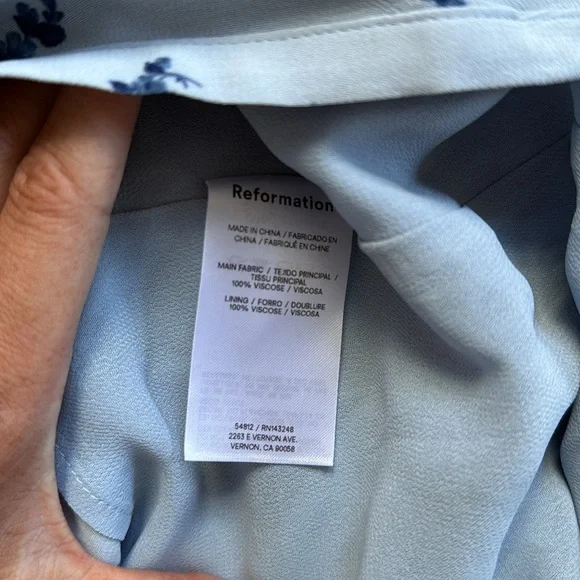 Reformation
MADE IN CHINA / FABRICADO EN
CHINA / FABRIQUÉ EN CHINE
MAIN FABRIC / TEJIDO PRINCIPAL /
TISSU PRINCIPAL
100% VISCOSE / VISCOSA
LINING / FORRO / DOUBLURE
100% VISCOSE / VISCOSA
54812 / RN143248
2263 E VERNON AVE.
VERNON, CA 90058